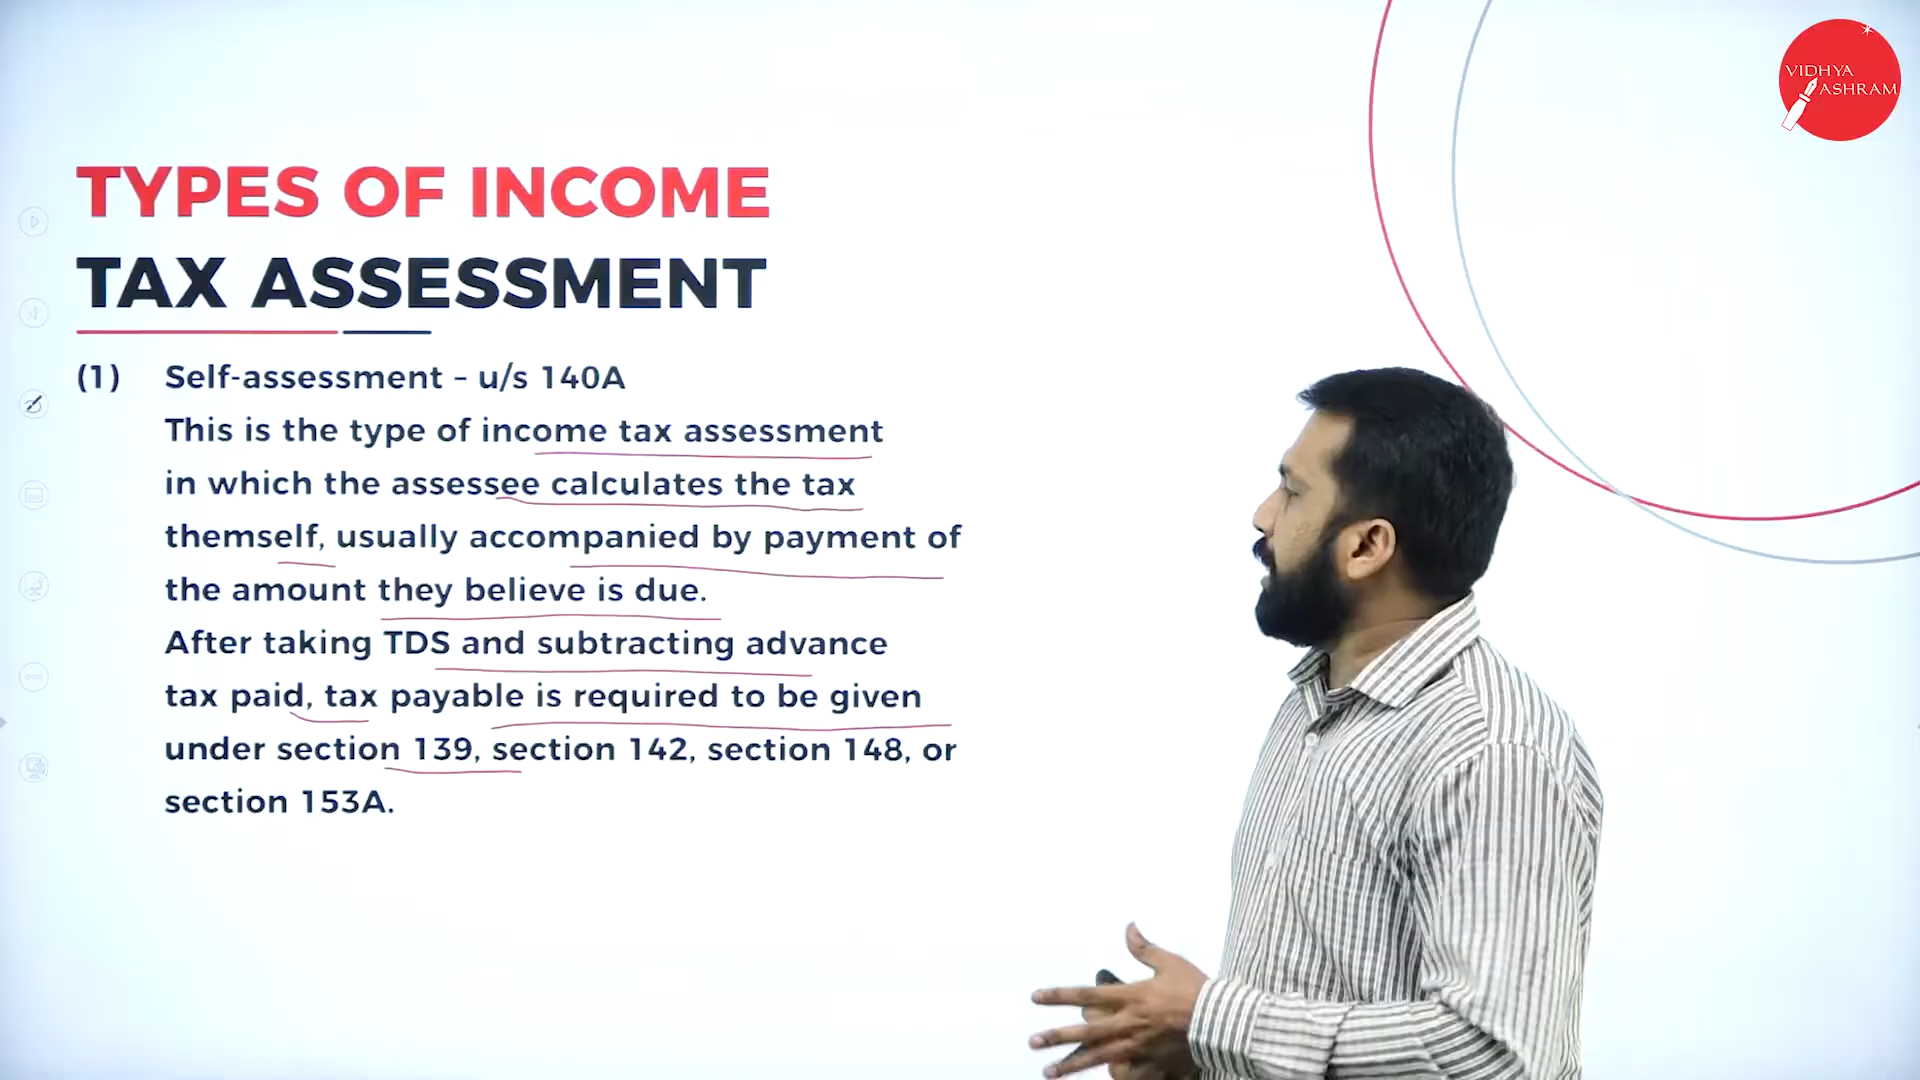 VIDHYA
ASHRAM
TYPES OF INCOME
TAX ASSESSMENT
(1) Self-assessment – u/s 140A
This is the type of income tax assessment
in which the assessee calculates the tax
themself, usually accompanied by payment of
the amount they believe is due.
After taking TDS and subtracting advance
tax paid, tax payable is required to be given
under section 139, section 142, section 148, or
section 153A.